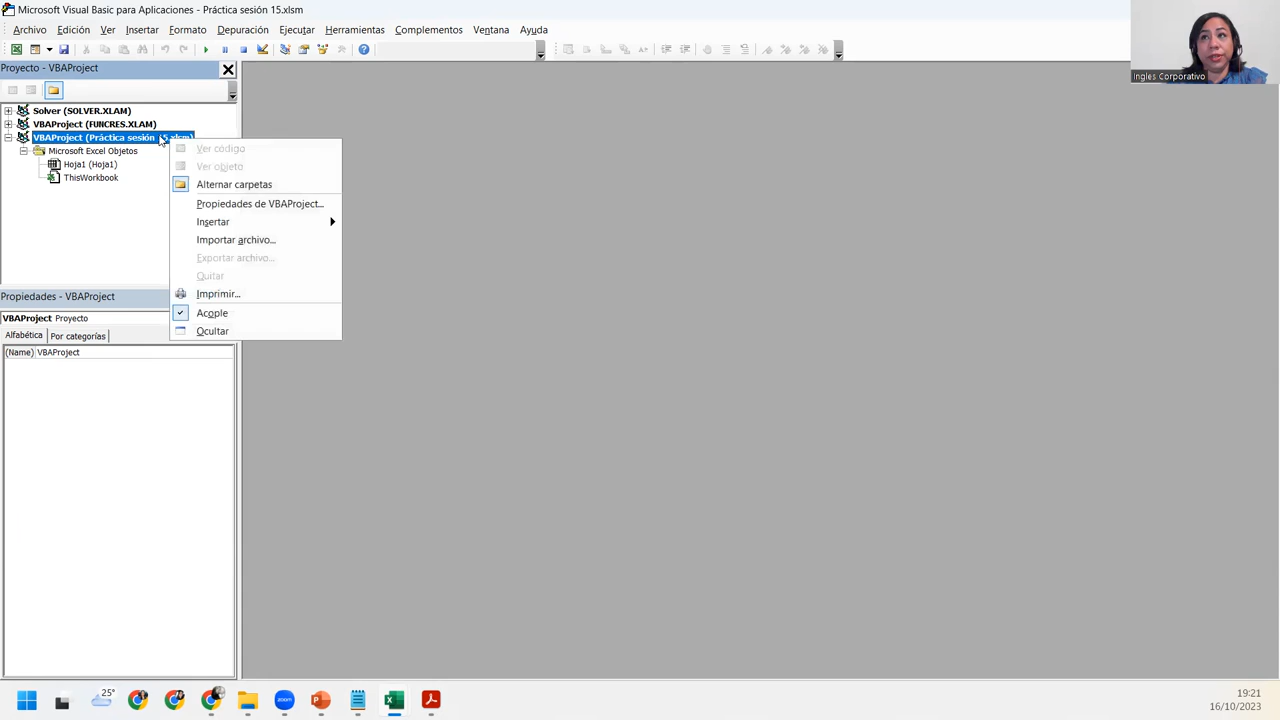 Microsoft Visual Basic para Aplicaciones - Práctica sesión 15.xlsm
Archivo Edición Ver Insertar Formato Depuración Ejecutar Herramientas Complementos Ventana Ayuda
Proyecto - VBAProject
Solver (SOLVER.XLAM)
VBAProject (FUNCRES.XLAM)
VBAProject (Práctica sesión 15.xlsm)
Microsoft Excel Objetos
Hoja1 (Hoja1)
ThisWorkbook
Ver código
Ver objeto
Alternar carpetas
Propiedades de VBAProject...
Insertar
Importar archivo...
Exportar archivo...
Quitar
Imprimir...
Acople
Ocultar
Propiedades - VBAProject
VBAProject Proyecto
Alfabética Por categorías
(Name) VBAProject
Ingles Corporativo
25°
zoom
19:21
16/10/2023